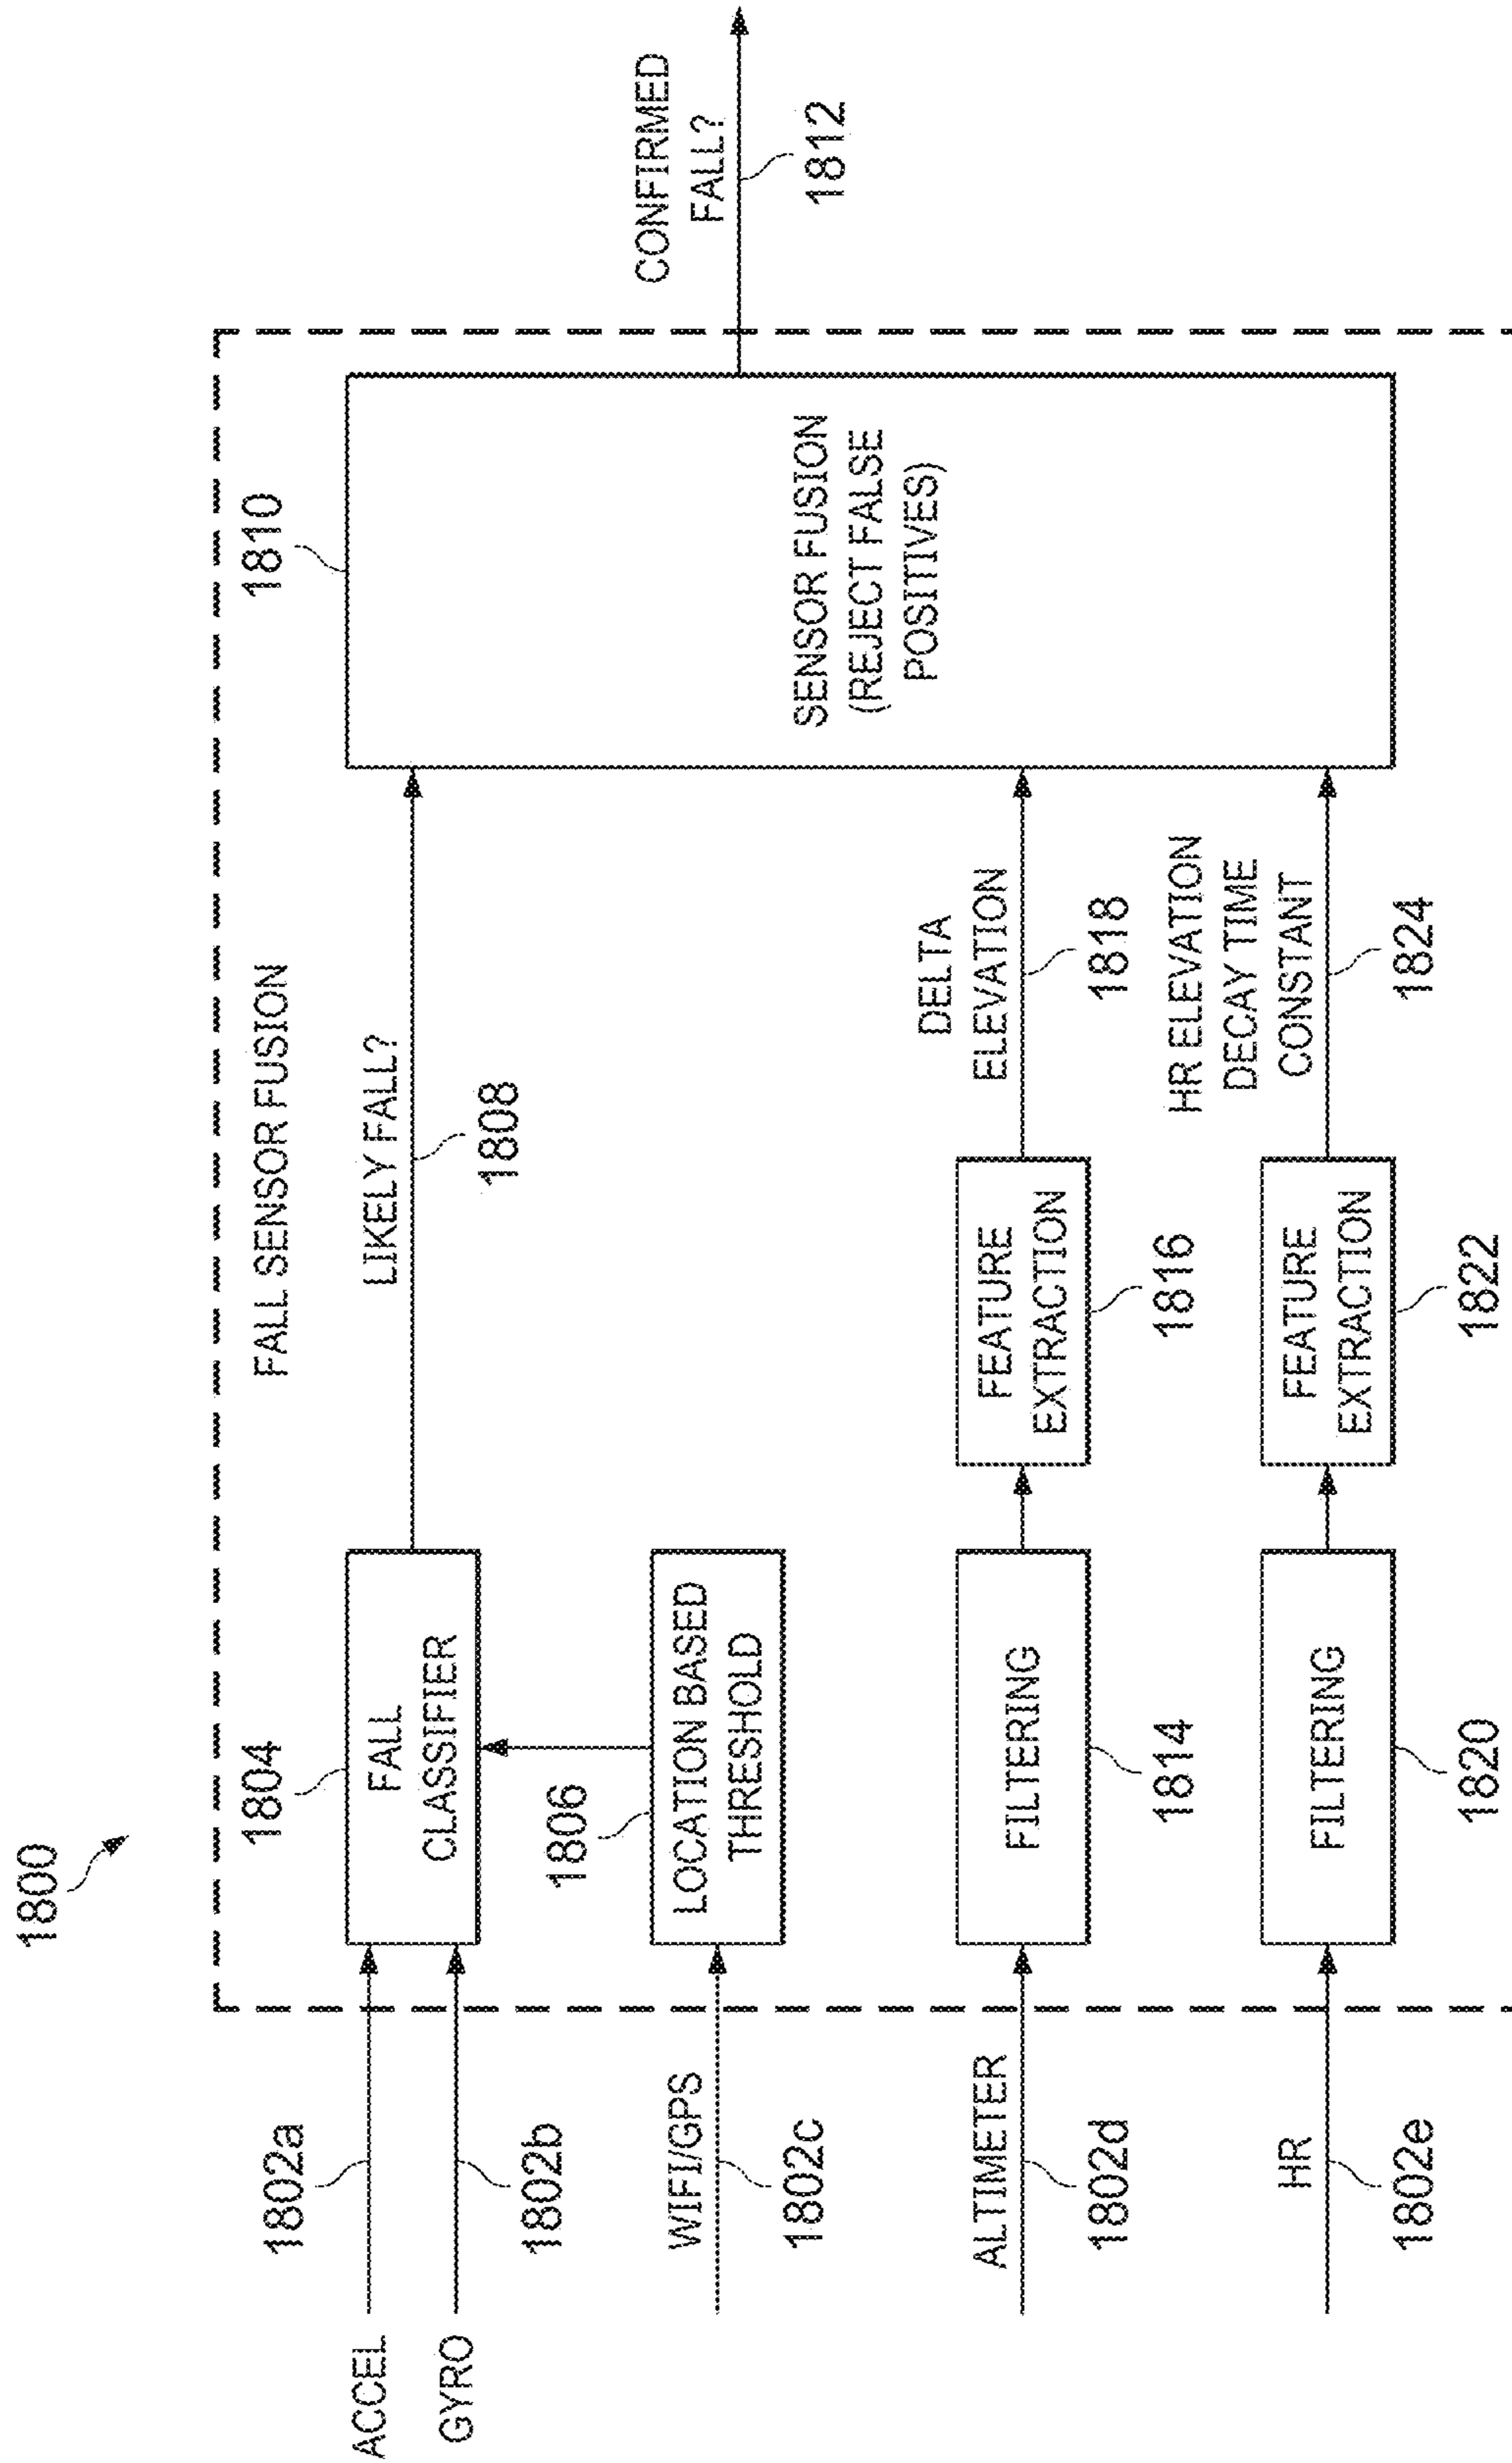 1800
FALL SENSOR FUSION
ACCEL
1802a
GYRO
1802b
1804
FALL
CLASSIFIER
LIKELY FALL?
1808
1810
SENSOR FUSION
(REJECT FALSE
POSITIVES)
CONFIRMED
FALL?
1812
WIFI/GPS
1802c
1806
LOCATION BASED
THRESHOLD
ALTIMETER
1802d
FILTERING
1814
FEATURE
EXTRACTION
1816
DELTA
ELEVATION
1818
HR
1802e
FILTERING
1820
FEATURE
EXTRACTION
1822
HR ELEVATION
DECAY TIME
CONSTANT
1824